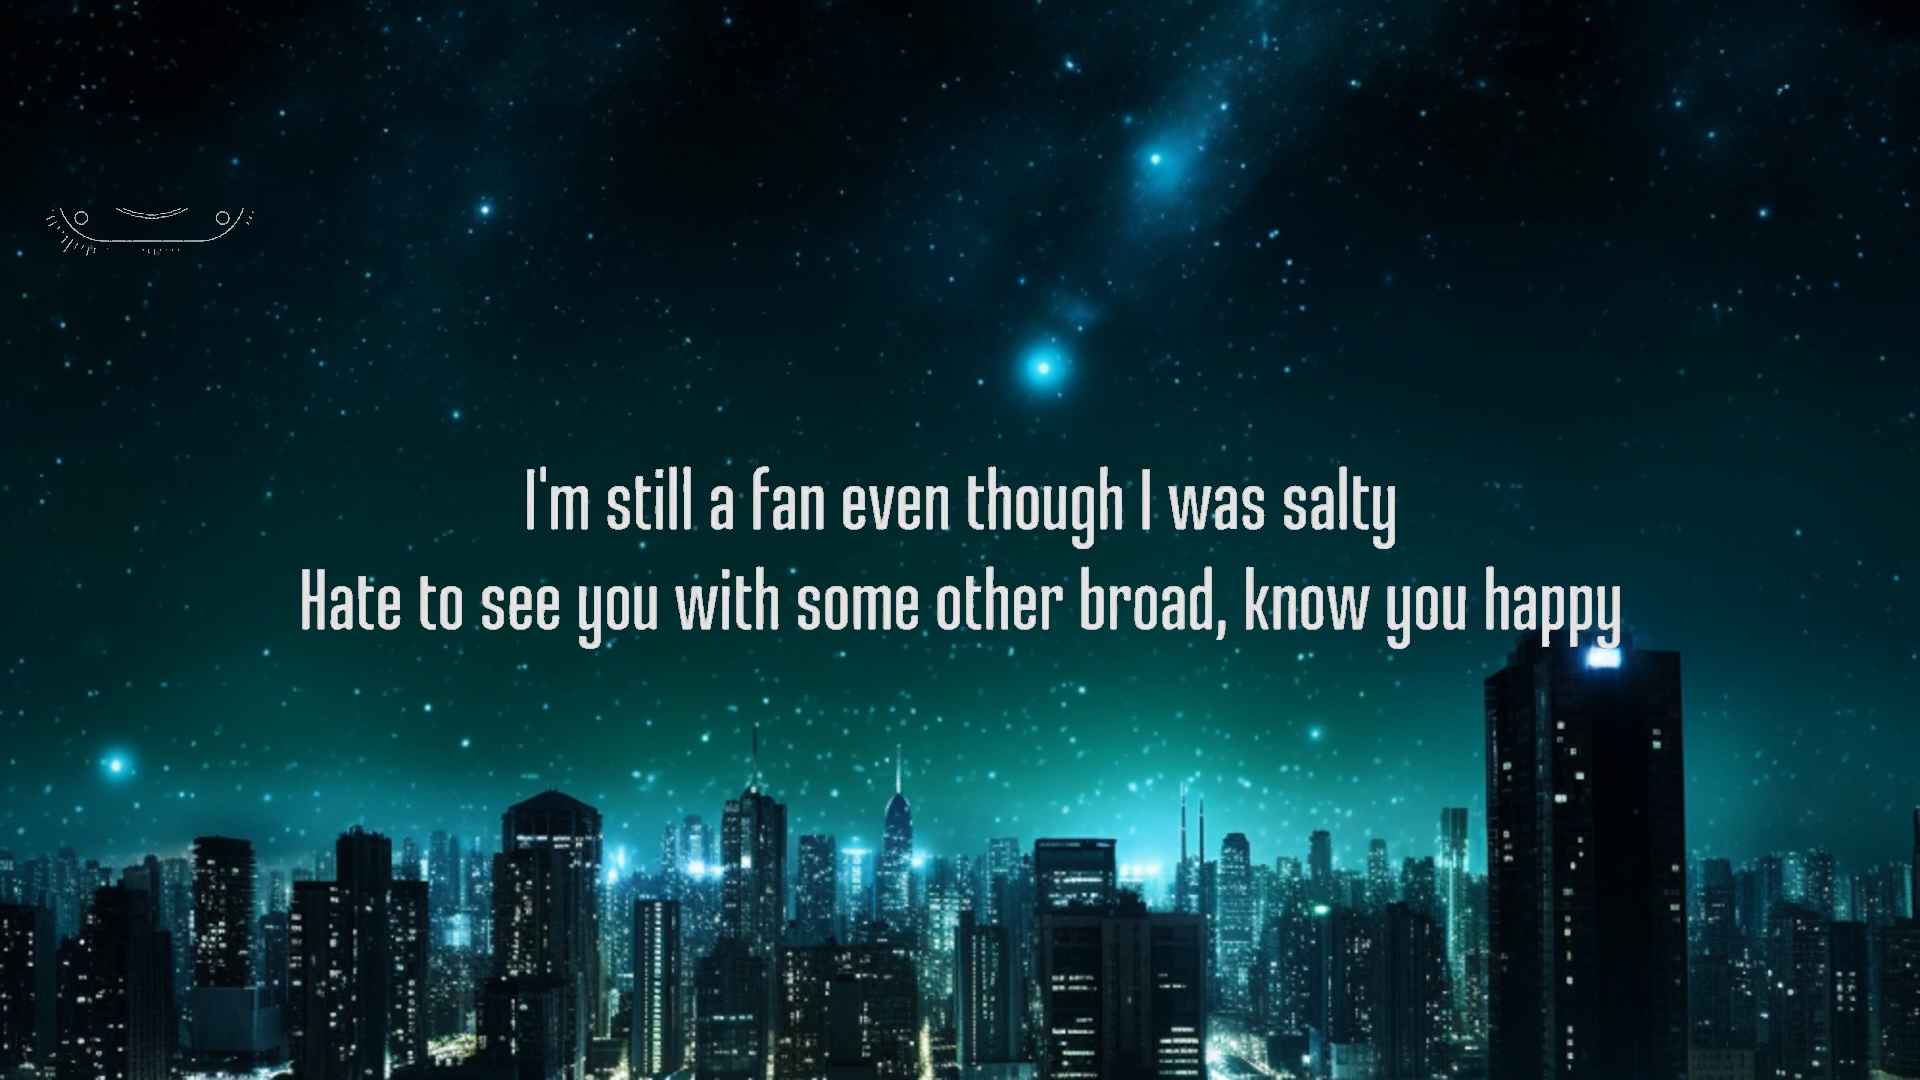 I'm still a fan even though I was salty
Hate to see you with some other broad, know you happy